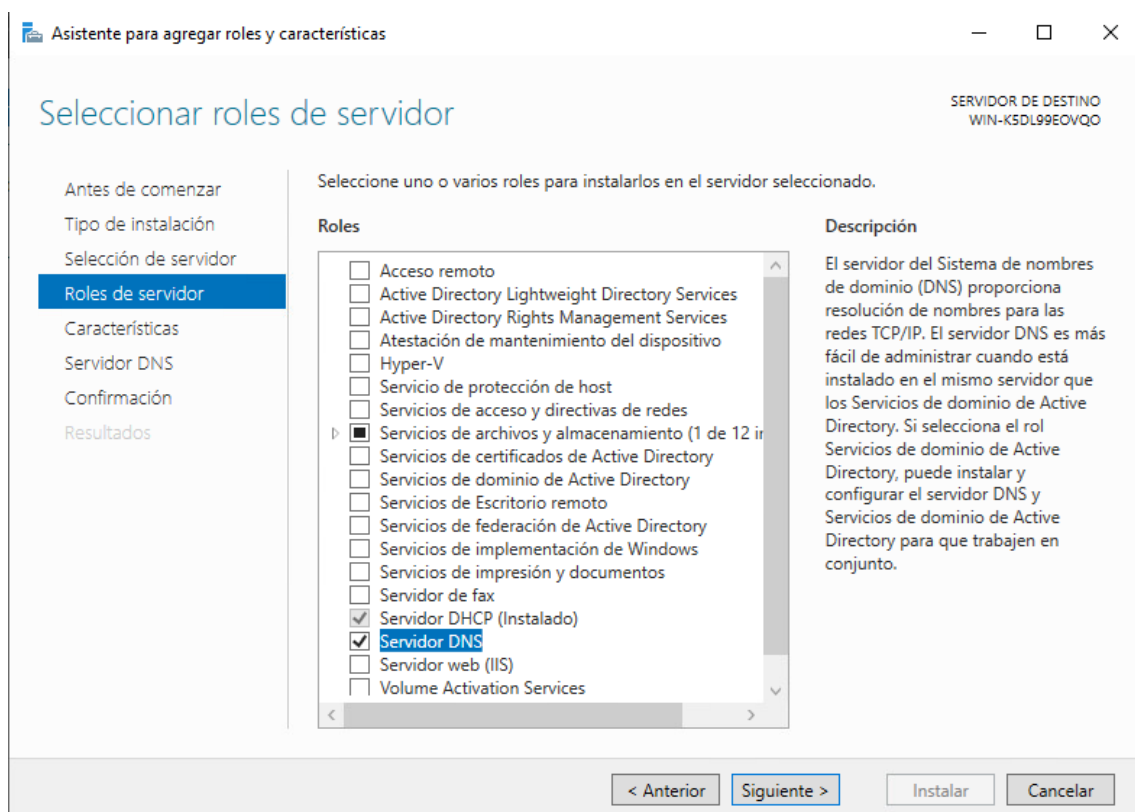 Asistente para agregar roles y características
Seleccionar roles de servidor
SERVIDOR DE DESTINO
WIN-K5DL99EOVQO
Antes de comenzar
Tipo de instalación
Selección de servidor
Roles de servidor
Características
Servidor DNS
Confirmación
Resultados
Seleccione uno o varios roles para instalarlos en el servidor seleccionado.
Roles
Acceso remoto
Active Directory Lightweight Directory Services
Active Directory Rights Management Services
Atestación de mantenimiento del dispositivo
Hyper-V
Servicio de protección de host
Servicios de acceso y directivas de redes
Servicios de archivos y almacenamiento (1 de 12 in
Servicios de certificados de Active Directory
Servicios de dominio de Active Directory
Servicios de Escritorio remoto
Servicios de federación de Active Directory
Servicios de implementación de Windows
Servicios de impresión y documentos
Servidor de fax
Servidor DHCP (Instalado)
Servidor DNS
Servidor web (IIS)
Volume Activation Services
Descripción
El servidor del Sistema de nombres
de dominio (DNS) proporciona
resolución de nombres para las
redes TCP/IP. El servidor DNS es más
fácil de administrar cuando está
instalado en el mismo servidor que
los Servicios de dominio de Active
Directory. Si selecciona el rol
Servicios de dominio de Active
Directory, puede instalar y
configurar el servidor DNS y
Servicios de dominio de Active
Directory para que trabajen en
conjunto.
< Anterior
Siguiente >
Instalar
Cancelar